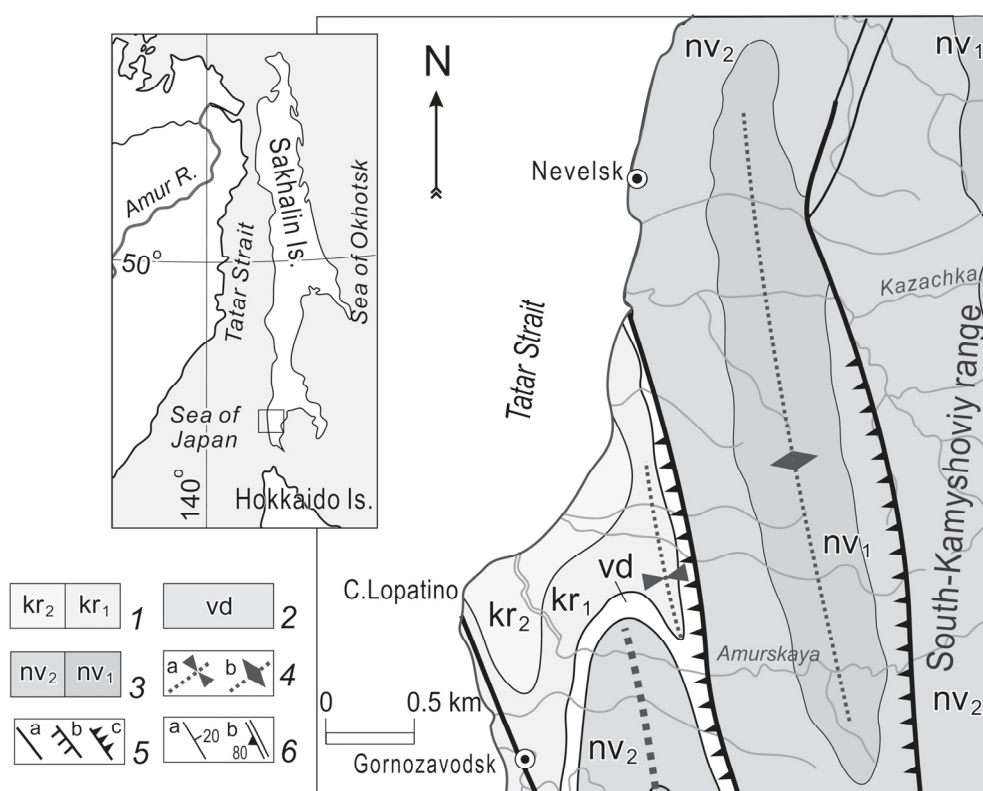 N
Amur R.
50°
Tatar Strait
Sakhalin Is.
Sea of Okhotsk
Sea of
Japan
140°
Hokkaido Is.
nv2
nv1
Nevelsk
Kazachka
Tatar Strait
South-Kamyshoviy range
nv1
vd
C.Lopatino
kr2
kr1
Amurskaya
nv2
nv2
0
0.5 km
Gornozavodsk
kr2
kr1
1
vd
2
nv2
nv1
3
a
b
4
a
b
c
5
a
20
b
80
6